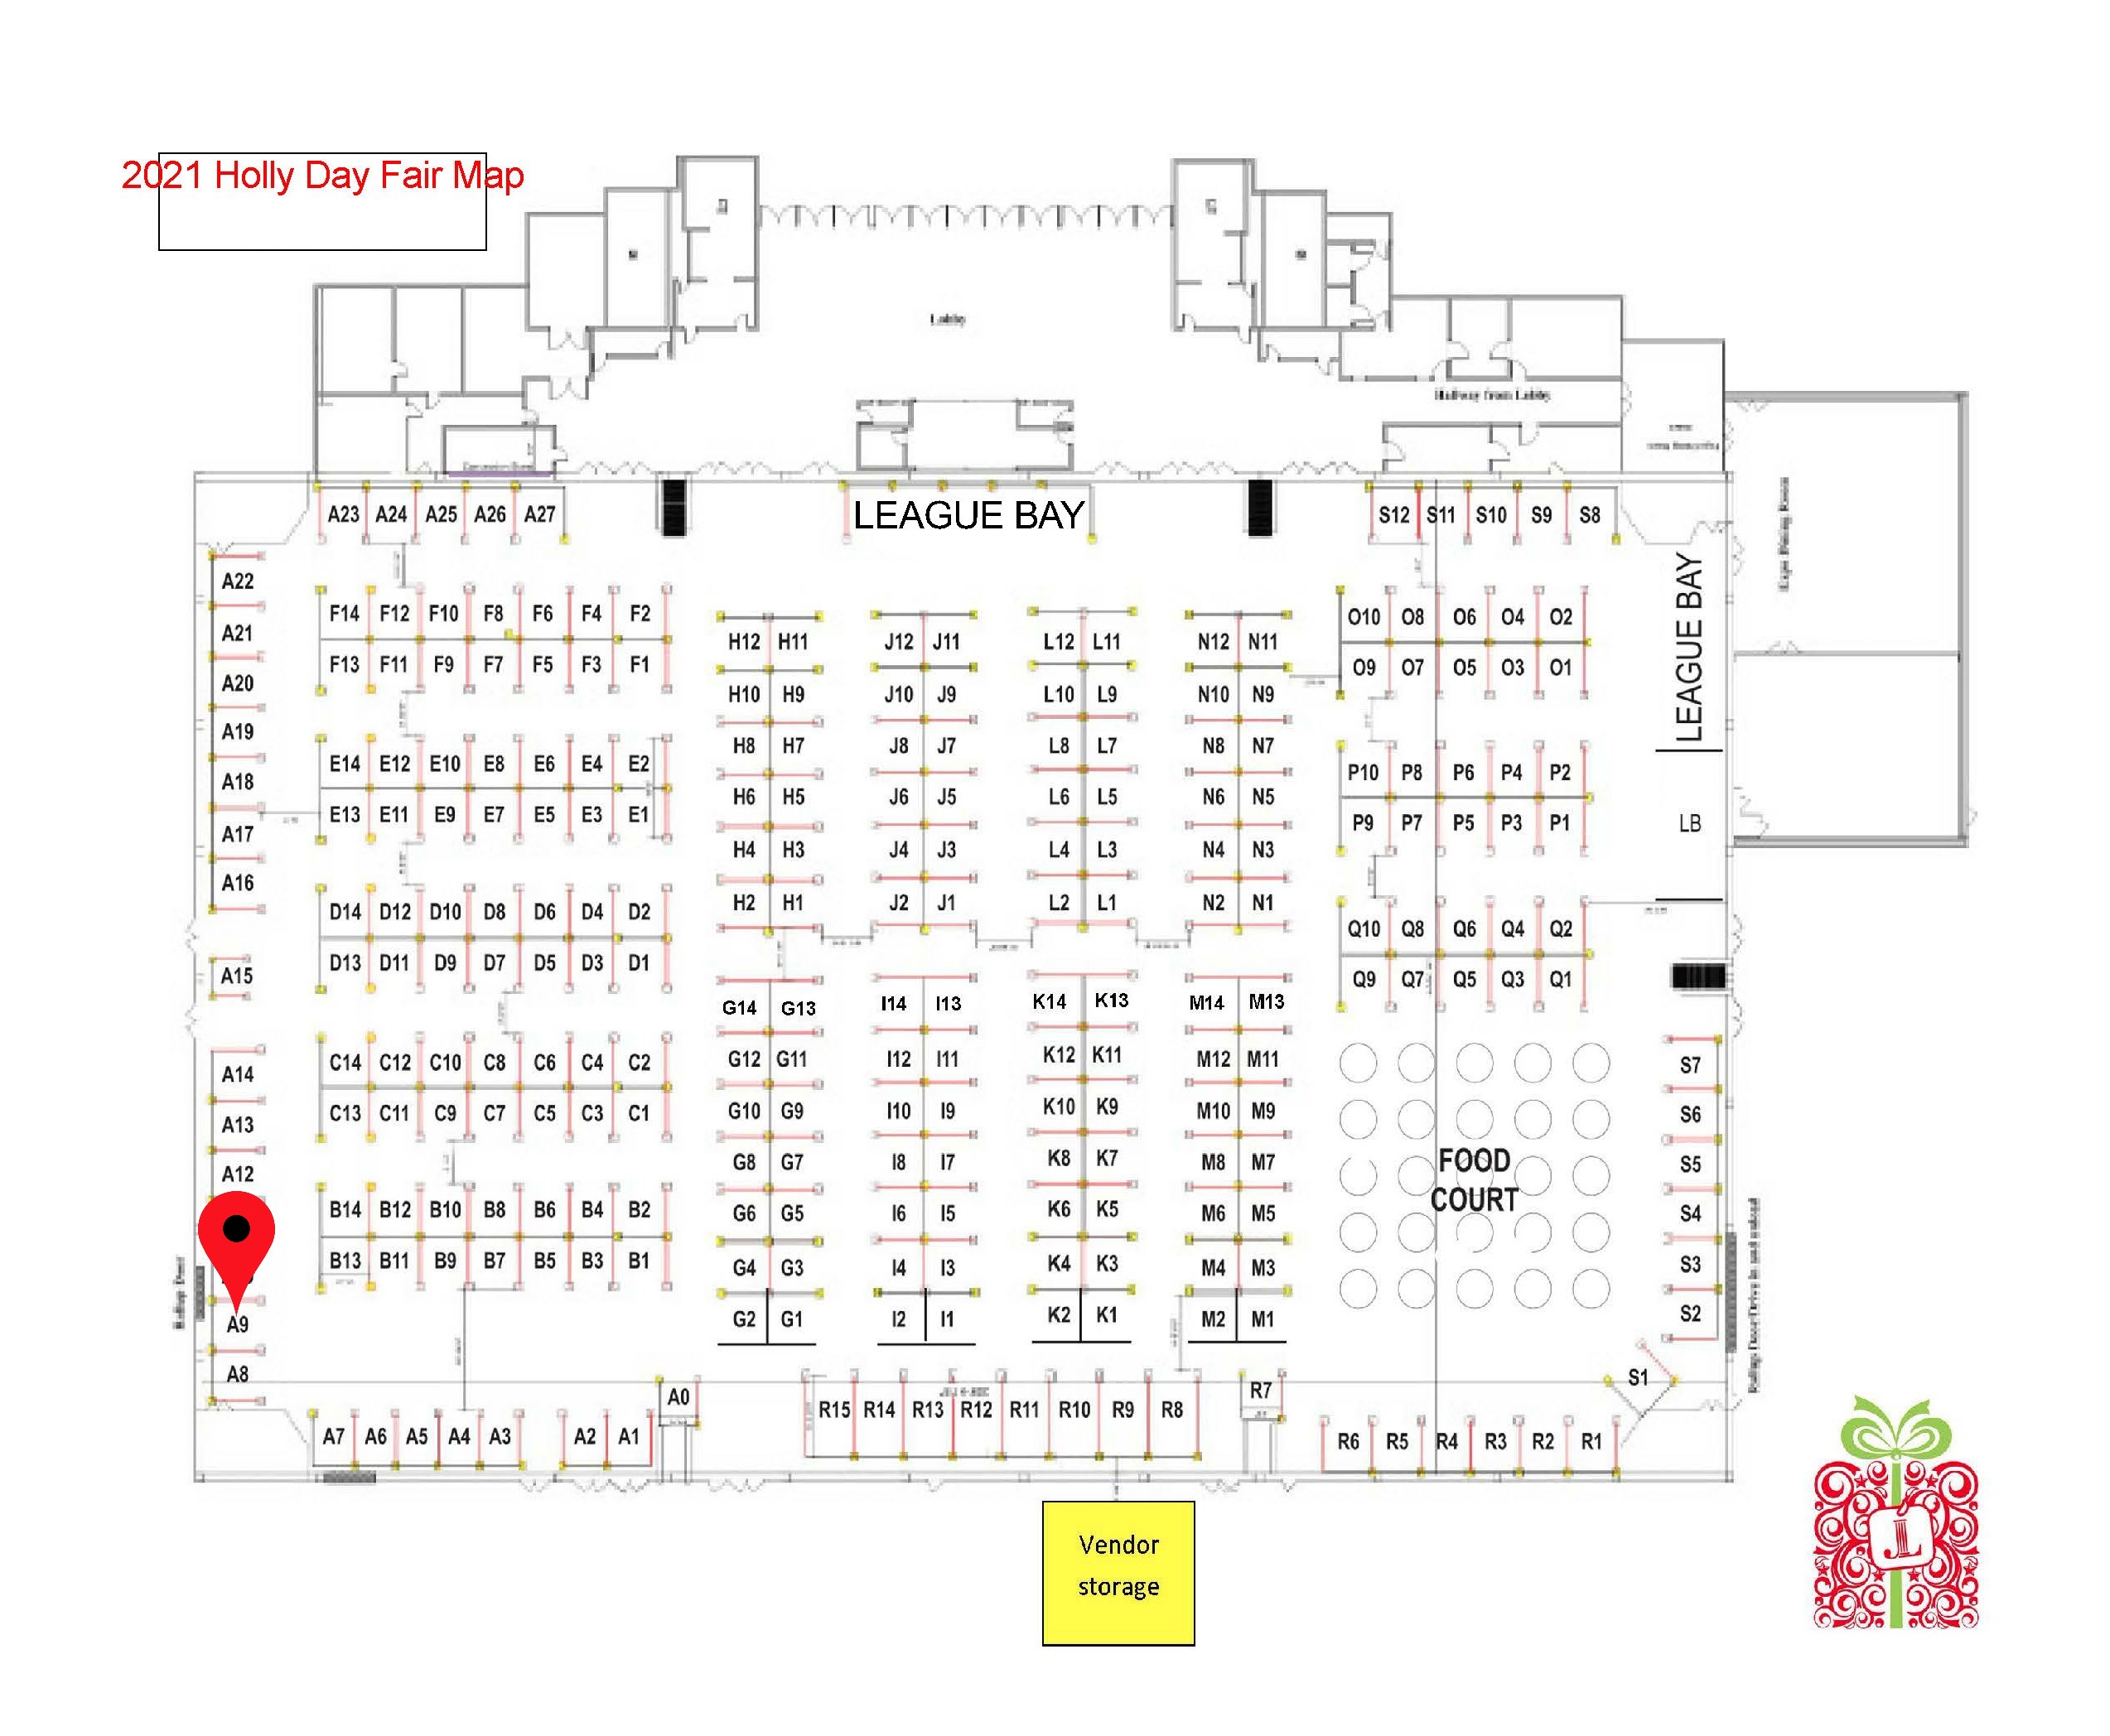 2021 Holly Day Fair Map
Lobby
Hallway from Lobby
LEAGUE BAY
A23 A24 A25 A26 A27
S12 S11 S10 S9 S8
A22
A21
A20
A19
A18
A17
A16
A15
A14
A13
A12
A9
A8
F14 F12 F10 F8 F6 F4 F2
F13 F11 F9 F7 F5 F3 F1
E14 E12 E10 E8 E6 E4 E2
E13 E11 E9 E7 E5 E3 E1
D14 D12 D10 D8 D6 D4 D2
D13 D11 D9 D7 D5 D3 D1
C14 C12 C10 C8 C6 C4 C2
C13 C11 C9 C7 C5 C3 C1
B14 B12 B10 B8 B6 B4 B2
B13 B11 B9 B7 B5 B3 B1
H12 H11 J12 J11 L12 L11 N12 N11
H10 H9 J10 J9 L10 L9 N10 N9
H8 H7 J8 J7 L8 L7 N8 N7
H6 H5 J6 J5 L6 L5 N6 N5
H4 H3 J4 J3 L4 L3 N4 N3
H2 H1 J2 J1 L2 L1 N2 N1
G14 G13 I14 I13 K14 K13 M14 M13
G12 G11 I12 I11 K12 K11 M12 M11
G10 G9 I10 I9 K10 K9 M10 M9
G8 G7 I8 I7 K8 K7 M8 M7
G6 G5 I6 I5 K6 K5 M6 M5
G4 G3 I4 I3 K4 K3 M4 M3
G2 G1 I2 I1 K2 K1 M2 M1
O10 O8 O6 O4 O2
O9 O7 O5 O3 O1
P10 P8 P6 P4 P2
P9 P7 P5 P3 P1
Q10 Q8 Q6 Q4 Q2
Q9 Q7 Q5 Q3 Q1
LEAGUE BAY
LB
FOOD
COURT
S7
S6
S5
S4
S3
S2
S1
A7 A6 A5 A4 A3 A2 A1
A0
R15 R14 R13 R12 R11 R10 R9 R8
R7
R6 R5 R4 R3 R2 R1
Vendor
storage
JL